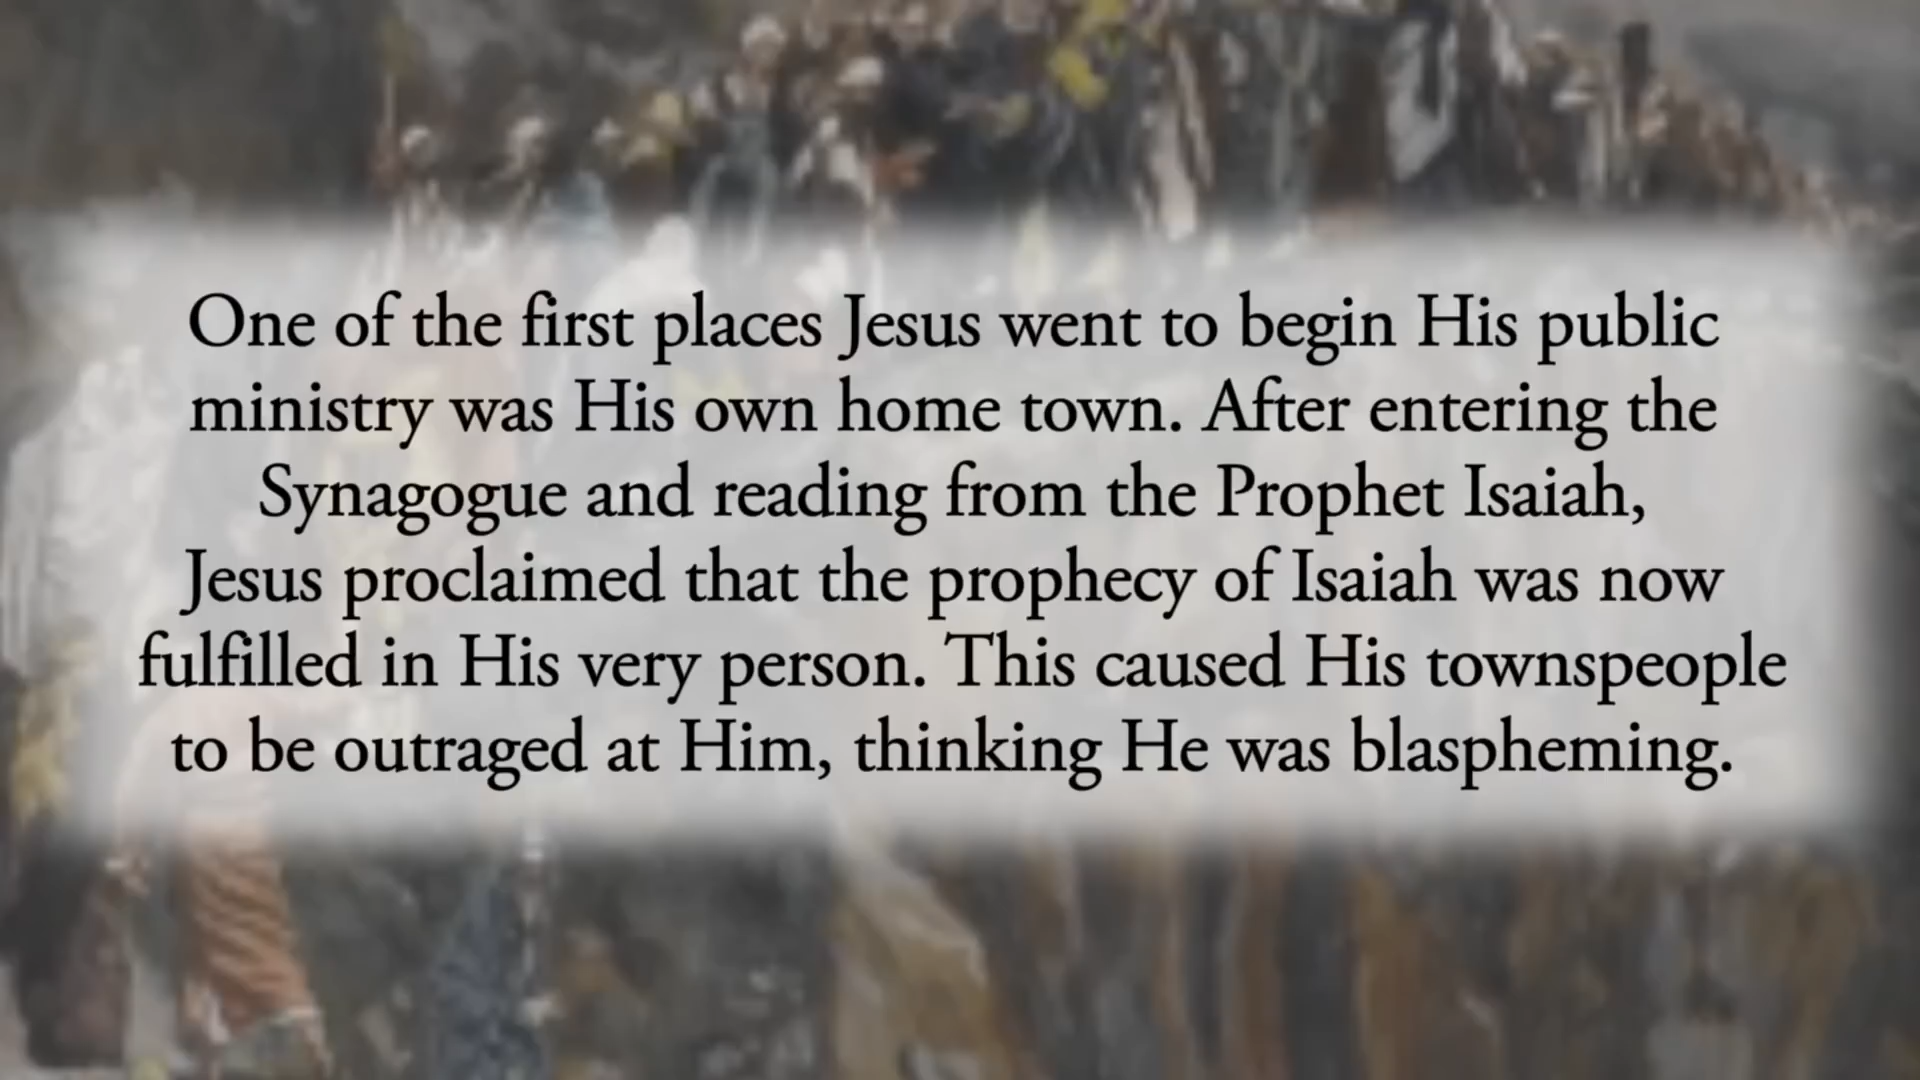 One of the first places Jesus went to begin His public
ministry was His own home town. After entering the
Synagogue and reading from the Prophet Isaiah,
Jesus proclaimed that the prophecy of Isaiah was now
fulfilled in His very person. This caused His townspeople
to be outraged at Him, thinking He was blaspheming.